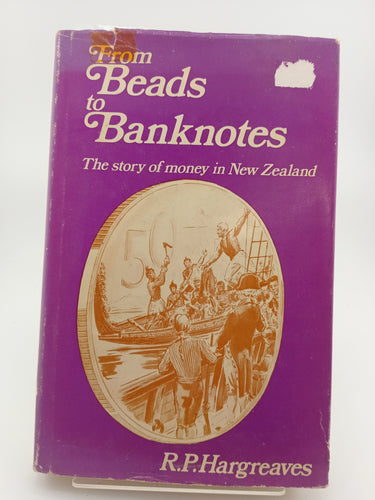 From
Beads
to
Banknotes
The story of money in New Zealand
50
R.P.Hargreaves